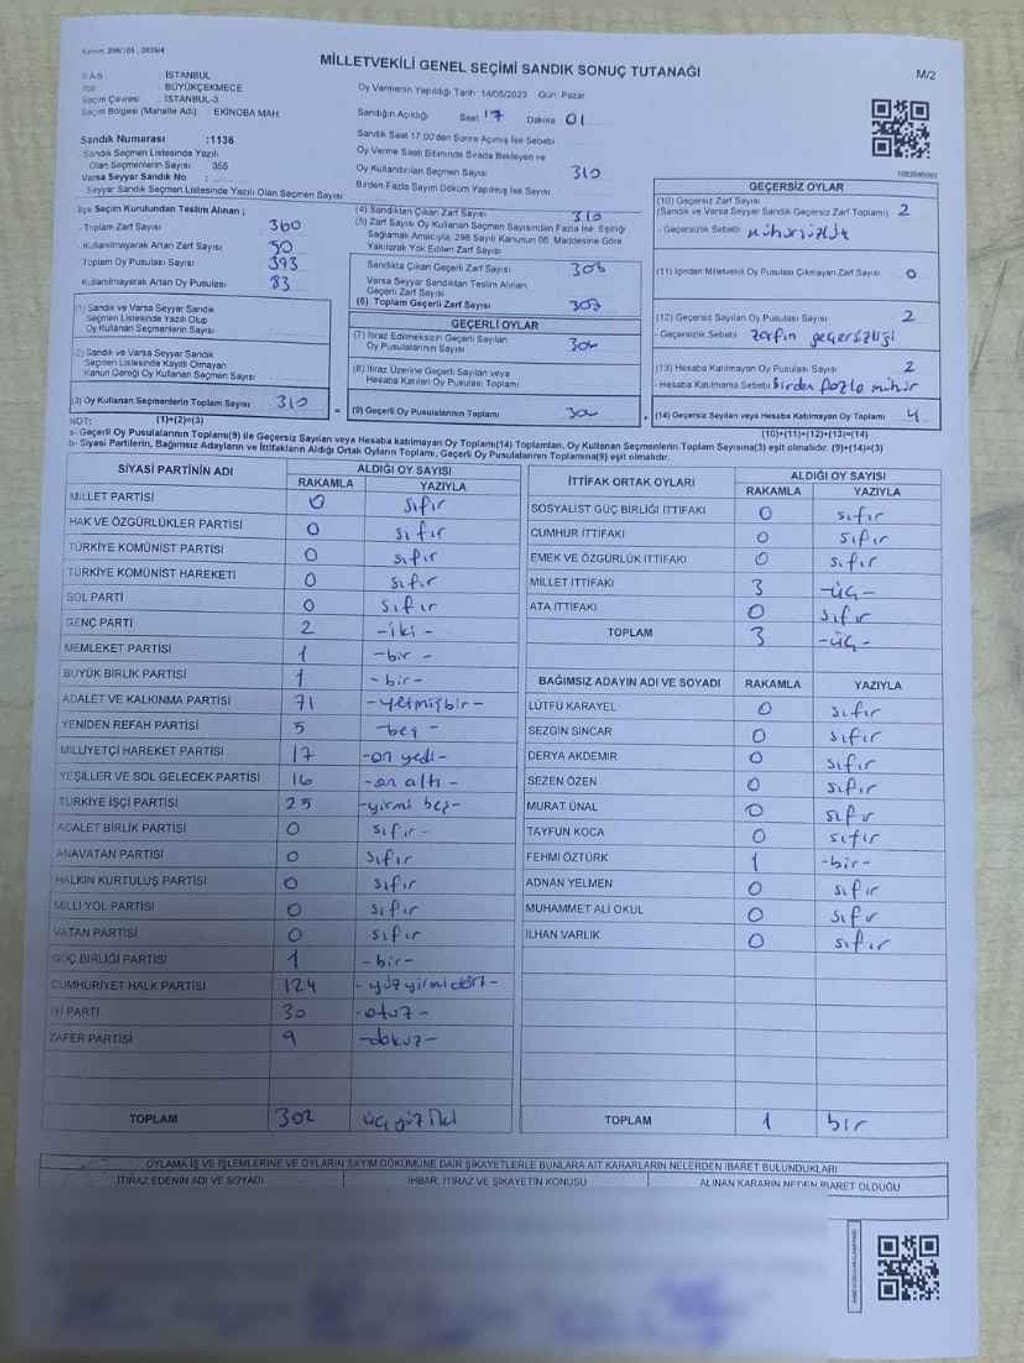 MİLLETVEKİLİ GENEL SEÇİMİ SANDIK SONUÇ TUTANAĞI
M/2
İSTANBUL
BÜYÜKÇEKMECE
Seçim Çevresi : İSTANBUL-3
Seçim Bölgesi (Mahalle Adı) : EKİNOBA MAH.
Sandık Numarası :1136
Sandık Seçmen Listesinde Yazılı
Olan Seçmenlerin Sayısı : 355
Varsa Seyyar Sandık No :
Seyyar Sandık Seçmen Listesinde Yazılı Olan Seçmen Sayısı
Oy Vermenin Yapıldığı Tarih :14/05/2023 Gün: Pazar
Sandığın Açıldığı Saat 17 Dakika 01
Sandık Saat 17:00'den Sonra Açılmış İse Sebebi
Oy Verme Saati Bitiminde Sırada Bekleyen ve
Oy Kullandırılan Seçmen Sayısı 310
Birden Fazla Sayım Döküm Yapılmış İse Sayısı
İlçe Seçim Kurulundan Teslim Alınan ;
Toplam Zarf Sayısı 360
Kullanılmayarak Artan Zarf Sayısı 50
Toplam Oy Pusulası Sayısı 393
Kullanılmayarak Artan Oy Pusulası 83
(1) Sandık ve Varsa Seyyar Sandık
Seçmen Listesinde Yazılı Olup
Oy Kullanan Seçmenlerin Sayısı
(2) Sandık ve Varsa Seyyar Sandık
Seçmen Listesinde Kayıtlı Olmayan
Kanun Gereği Oy Kullanan Seçmen Sayısı
(3) Oy Kullanan Seçmenlerin Toplam Sayısı 310
(1)+(2)=(3)
(4) Sandıktan Çıkan Zarf Sayısı 310
(5) Zarf Sayısı Oy Kullanan Seçmen Sayısından Fazla İse, Eşitliği
Sağlamak Amacıyla, 298 Sayılı Kanunun 98. Maddesine Göre
Yakılarak Yok Edilen Zarf Sayısı
Sandıkta Çıkan Geçerli Zarf Sayısı
Varsa Seyyar Sandıktan Teslim Alınan
Geçerli Zarf Sayısı
(6) Toplam Geçerli Zarf Sayısı
GEÇERLİ OYLAR
(7) İtiraz Edilmeksizin Geçerli Sayılan
Oy Pusulalarının Sayısı
(8) İtiraz Üzerine Geçerli Sayılan veya
Hesaba Katılan Oy Pusulası Toplamı
= (9) Geçerli Oy Pusulalarının Toplamı
GEÇERSİZ OYLAR
(10) Geçersiz Zarf Sayısı
(Sandık ve Varsa Seyyar Sandık Geçersiz Zarf Toplamı) 2
- Geçersizlik Sebebi mühürsüzlük
(11) İçinden Milletvekili Oy Pusulası Çıkmayan Zarf Sayısı 0
(12) Geçersiz Sayılan Oy Pusulası Sayısı 2
- Geçersizlik Sebebi zarfın geçersizliği
(13) Hesaba Katılmayan Oy Pusulası Sayısı 2
- Hesaba Katılmama Sebebi Birden fazla mühür
(14) Geçersiz Sayılan veya Hesaba Katılmayan Oy Toplamı 4
(10)+(11)+(12)+(13)=(14)
NOT:
a- Geçerli Oy Pusulalarının Toplamı(9) ile Geçersiz Sayılan veya Hesaba katılmayan Oy Toplamı(14) Toplamları, Oy Kullanan Seçmenlerin Toplam Sayısına(3) eşit olmalıdır. (9)+(14)=(3)
b- Siyasi Partilerin, Bağımsız Adayların ve İttifakların Aldığı Ortak Oyların Toplamı, Geçerli Oy Pusulalarının Toplamına(9) eşit olmalıdır.
SİYASİ PARTİNİN ADI ALDIĞI OY SAYISI
RAKAMLA YAZIYLA
MİLLET PARTİSİ 0 sıfır
HAK VE ÖZGÜRLÜKLER PARTİSİ 0 sıfır
TÜRKİYE KOMÜNİST PARTİSİ 0 sıfır
TÜRKİYE KOMÜNİST HAREKETİ 0 sıfır
SOL PARTİ 0 sıfır
GENÇ PARTİ 2 -iki-
MEMLEKET PARTİSİ 1 -bir-
BÜYÜK BİRLİK PARTİSİ 1 -bir-
ADALET VE KALKINMA PARTİSİ 71 -yetmişbir-
YENİDEN REFAH PARTİSİ 5 -beş-
MİLLİYETÇİ HAREKET PARTİSİ 17 -on yedi-
YEŞİLLER VE SOL GELECEK PARTİSİ 16 -on altı-
TÜRKİYE İŞÇİ PARTİSİ 25 -yirmi beş-
ADALET BİRLİK PARTİSİ 0 sıfır-
ANAVATAN PARTİSİ 0 sıfır
HALKIN KURTULUŞ PARTİSİ 0 sıfır
MİLLİ YOL PARTİSİ 0 sıfır
VATAN PARTİSİ 0 sıfır
GÜÇ BİRLİĞİ PARTİSİ 1 -bir-
CUMHURİYET HALK PARTİSİ 124 -yüzyirmidört-
İYİ PARTİ 30 -otuz-
ZAFER PARTİSİ 9 -dokuz-
TOPLAM 302 üçyüziki
İTTİFAK ORTAK OYLARI ALDIĞI OY SAYISI
RAKAMLA YAZIYLA
SOSYALİST GÜÇ BİRLİĞİ İTTİFAKI 0 sıfır
CUMHUR İTTİFAKI 0 sıfır
EMEK VE ÖZGÜRLÜK İTTİFAKI 0 sıfır
MİLLET İTTİFAKI 3 -üç-
ATA İTTİFAKI 0 sıfır
TOPLAM 3 -üç-
BAĞIMSIZ ADAYIN ADI VE SOYADI RAKAMLA YAZIYLA
LÜTFÜ KARAYEL 0 sıfır
SEZGİN SİNCAR 0 sıfır
DERYA AKDEMİR 0 sıfır
SEZEN ÖZEN 0 sıfır
MURAT ÜNAL 0 sıfır
TAYFUN KOCA 0 sıfır
FEHMİ ÖZTÜRK 1 -bir-
ADNAN YELMEN 0 sıfır
MUHAMMET ALİ OKUL 0 sıfır
İLHAN VARLIK 0 sıfır
TOPLAM 1 bir
OYLAMA İŞ VE İŞLEMLERİNE VE OYLARIN SAYIM DÖKÜMÜNE DAİR ŞİKAYETLERLE BUNLARA AİT KARARLARIN NELERDEN İBARET BULUNDUKLARI
İTİRAZ EDENİN ADI VE SOYADI İHBAR, İTİRAZ VE ŞİKAYETİN KONUSU ALINAN KARARIN NEDEN İBARET OLDUĞU